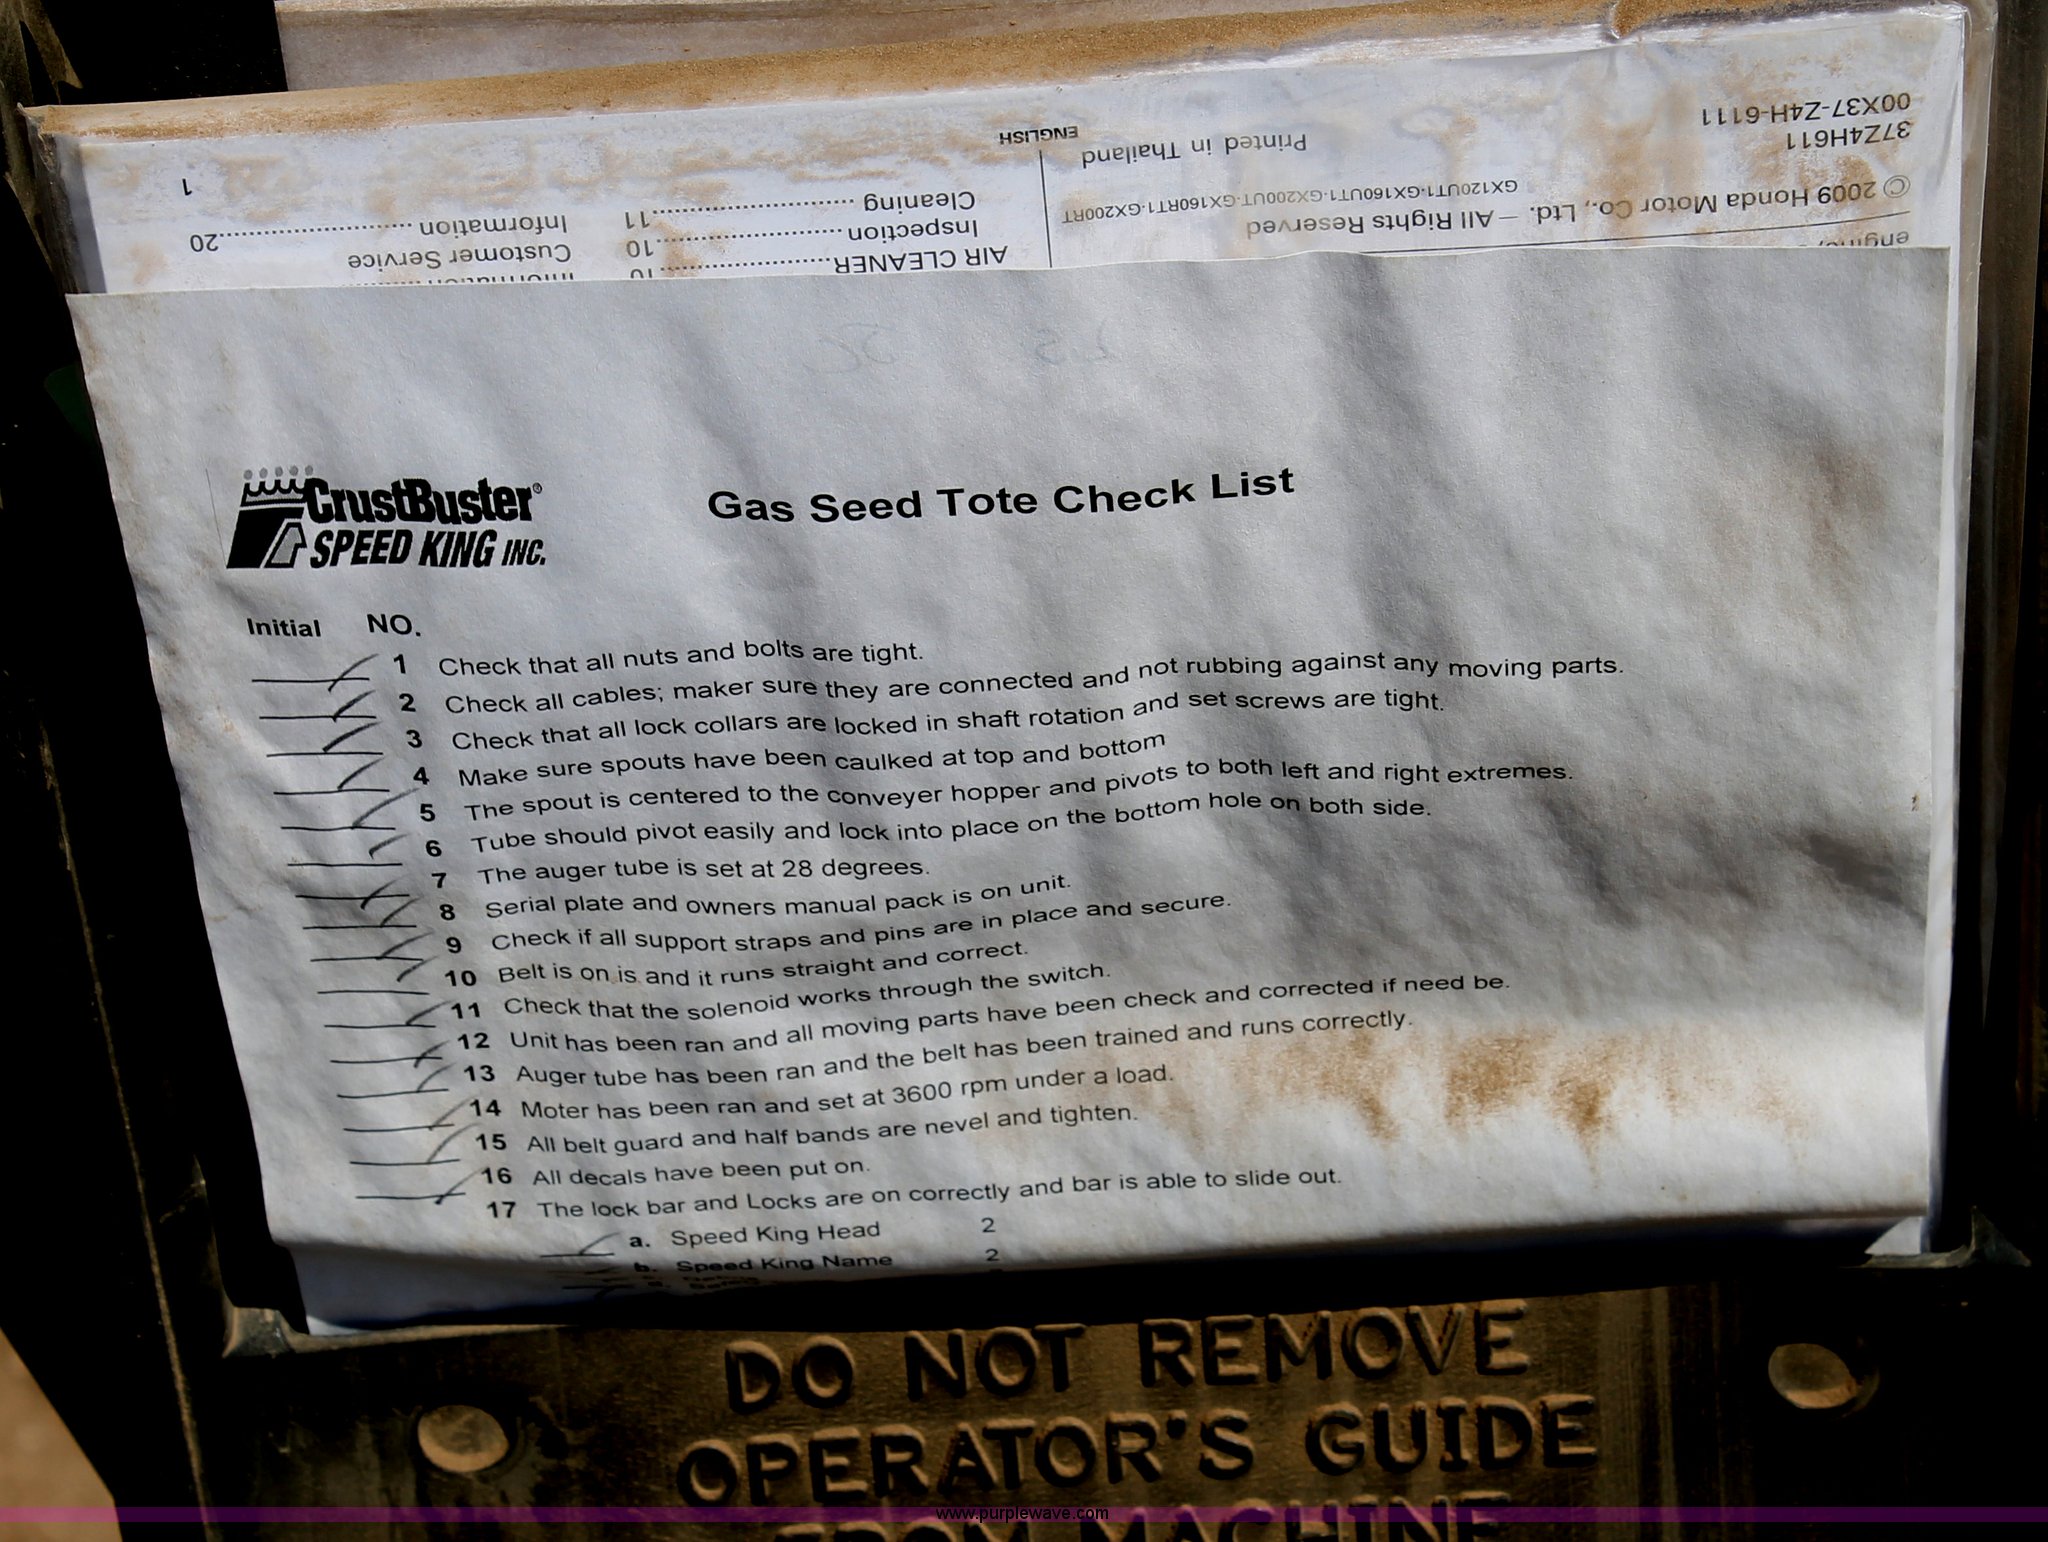 00X37-Z4H-6111
37Z4H611
Printed in Thailand
ENGLISH
© 2009 Honda Motor Co., Ltd. – All Rights Reserved
GX120UT1·GX160UT1·GX200UT·GX160RT1·GX200RT
1
Cleaning ........................ 11
Inspection ........................ 10
AIR CLEANER ........................ 10
Information ........................ 20
Customer Service
CrustBuster®
SPEED KING INC.
Gas Seed Tote Check List
Initial NO.
1 Check that all nuts and bolts are tight.
2 Check all cables; maker sure they are connected and not rubbing against any moving parts.
3 Check that all lock collars are locked in shaft rotation and set screws are tight.
4 Make sure spouts have been caulked at top and bottom
5 The spout is centered to the conveyer hopper and pivots to both left and right extremes.
6 Tube should pivot easily and lock into place on the bottom hole on both side.
7 The auger tube is set at 28 degrees.
8 Serial plate and owners manual pack is on unit.
9 Check if all support straps and pins are in place and secure.
10 Belt is on is and it runs straight and correct.
11 Check that the solenoid works through the switch.
12 Unit has been ran and all moving parts have been check and corrected if need be.
13 Auger tube has been ran and the belt has been trained and runs correctly.
14 Moter has been ran and set at 3600 rpm under a load.
15 All belt guard and half bands are nevel and tighten.
16 All decals have been put on.
17 The lock bar and Locks are on correctly and bar is able to slide out.
a. Speed King Head 2
b. Speed King Name 2
DO NOT REMOVE
OPERATOR'S GUIDE
FROM MACHINE
www.purplewave.com